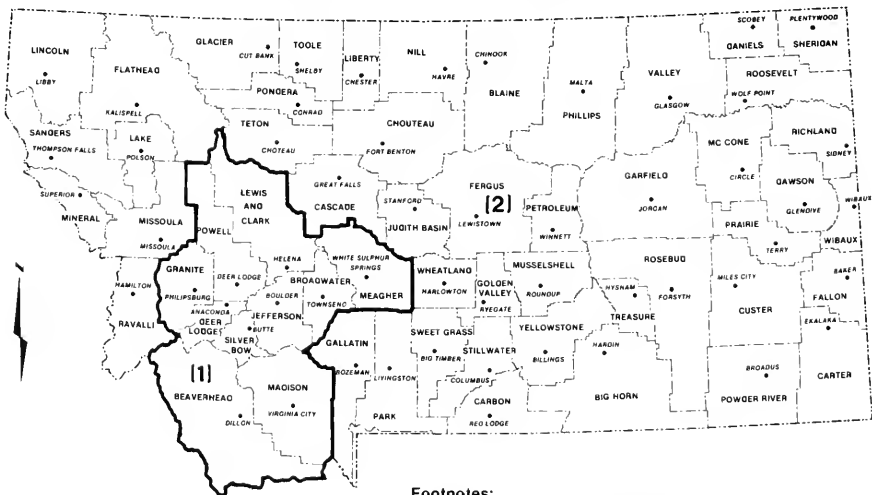 LINCOLN
LIBBY
FLATHEAD
KALISPELL
GLACIER
CUT BANK
TOOLE
SHELBY
LIBERTY
CHESTER
NILL
HAVRE
CHINOOK
BLAINE
MALTA
PHILLIPS
VALLEY
GLASGOW
SCOBEY
DANIELS
PLENTYWOOD
SHERIDAN
ROOSEVELT
WOLF POINT
PONDERA
CONRAD
TETON
CHOTEAU
CHOUTEAU
FORT BENTON
SANDERS
THOMPSON FALLS
LAKE
POLSON
SUPERIOR
MINERAL
MISSOULA
MISSOULA
POWELL
LEWIS
AND
CLARK
GREAT FALLS
CASCADE
STANFORD
JUDITH BASIN
FERGUS
[2]
LEWISTOWN
PETROLEUM
WINNETT
GARFIELD
JORDAN
MC CONE
CIRCLE
RICHLAND
SIDNEY
DAWSON
GLENDIVE
WIBAUX
WIBAUX
PRAIRIE
TERRY
HAMILTON
RAVALLI
GRANITE
PHILIPSBURG
DEER LODGE
ANACONDA
DEER
LODGE
HELENA
BOULDER
JEFFERSON
BUTTE
SILVER
BOW
BROADWATER
TOWNSEND
WHITE SULPHUR
SPRINGS
MEAGHER
WHEATLAND
HARLOWTON
GOLDEN
VALLEY
RYEGATE
MUSSELSHELL
ROUNDUP
HYSHAM
TREASURE
ROSEBUD
FORSYTH
MILES CITY
CUSTER
BAKER
FALLON
EKALAKA
CARTER
[1]
BEAVERHEAD
DILLON
MADISON
VIRGINIA CITY
GALLATIN
BOZEMAN
LIVINGSTON
PARK
SWEET GRASS
BIG TIMBER
STILLWATER
COLUMBUS
CARBON
RED LODGE
YELLOWSTONE
BILLINGS
HARDIN
BIG HORN
BROADUS
POWDER RIVER
Footnotes: